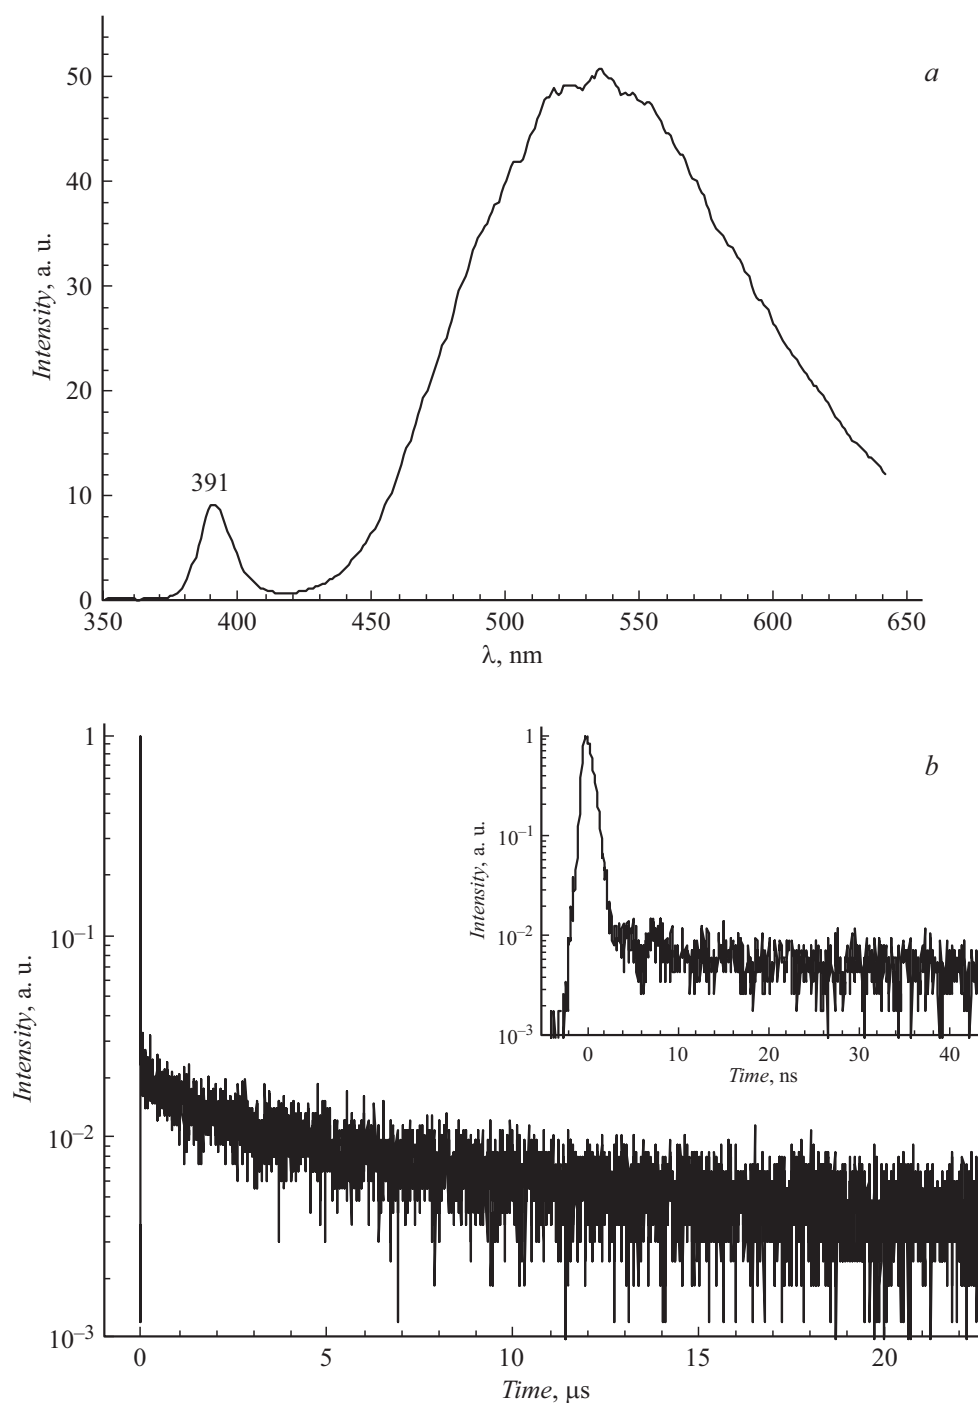 a
50
40
30
20
10
0
Intensity, a. u.
391
350 400 450 500 550 600 650
λ, nm
b
1
10⁻¹
10⁻²
10⁻³
Intensity, a. u.
0 5 10 15 20
Time, μs
1
10⁻¹
10⁻²
10⁻³
Intensity, a. u.
0 10 20 30 40
Time, ns